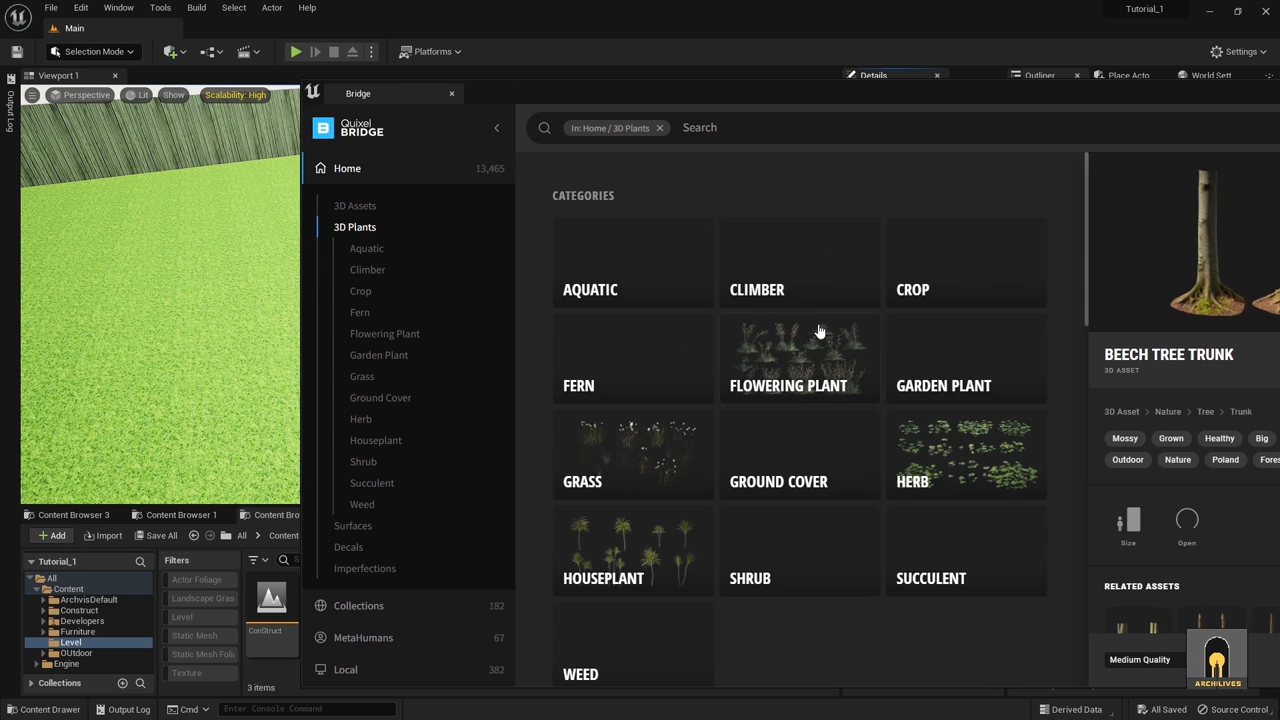 File Edit Window Tools Build Select Actor Help
Tutorial_1
Main
Selection Mode
Platforms
Settings
Viewport 1
Details
Outliner
Place Acto
World Sett
Output Log
Perspective
Lit
Show
Scalability: High
Bridge
Quixel
BRIDGE
In: Home / 3D Plants
Search
Home 13,465
3D Assets
3D Plants
Aquatic
Climber
Crop
Fern
Flowering Plant
Garden Plant
Grass
Ground Cover
Herb
Houseplant
Shrub
Succulent
Weed
Surfaces
Decals
Imperfections
Collections 182
MetaHumans 67
Local 382
CATEGORIES
AQUATIC
CLIMBER
CROP
FERN
FLOWERING PLANT
GARDEN PLANT
GRASS
GROUND COVER
HERB
HOUSEPLANT
SHRUB
SUCCULENT
WEED
BEECH TREE TRUNK
3D ASSET
3D Asset > Nature > Tree > Trunk
Mossy Grown Healthy Big
Outdoor Nature Poland Fores
Size Open
RELATED ASSETS
Medium Quality
ARCHILIVES
Content Browser 3
Content Browser 1
Content Bro
Add
Import
Save All
All > Content
Tutorial_1
Filters
All
Content
ArchvisDefault
Construct
Developers
Furniture
Level
OUtdoor
Engine
Collections
Actor Foliage
Landscape Gras
Level
Static Mesh
Static Mesh Foli
Texture
ConStruct
3 items
Content Drawer
Output Log
Cmd
Enter Console Command
Derived Data
All Saved
Source Control